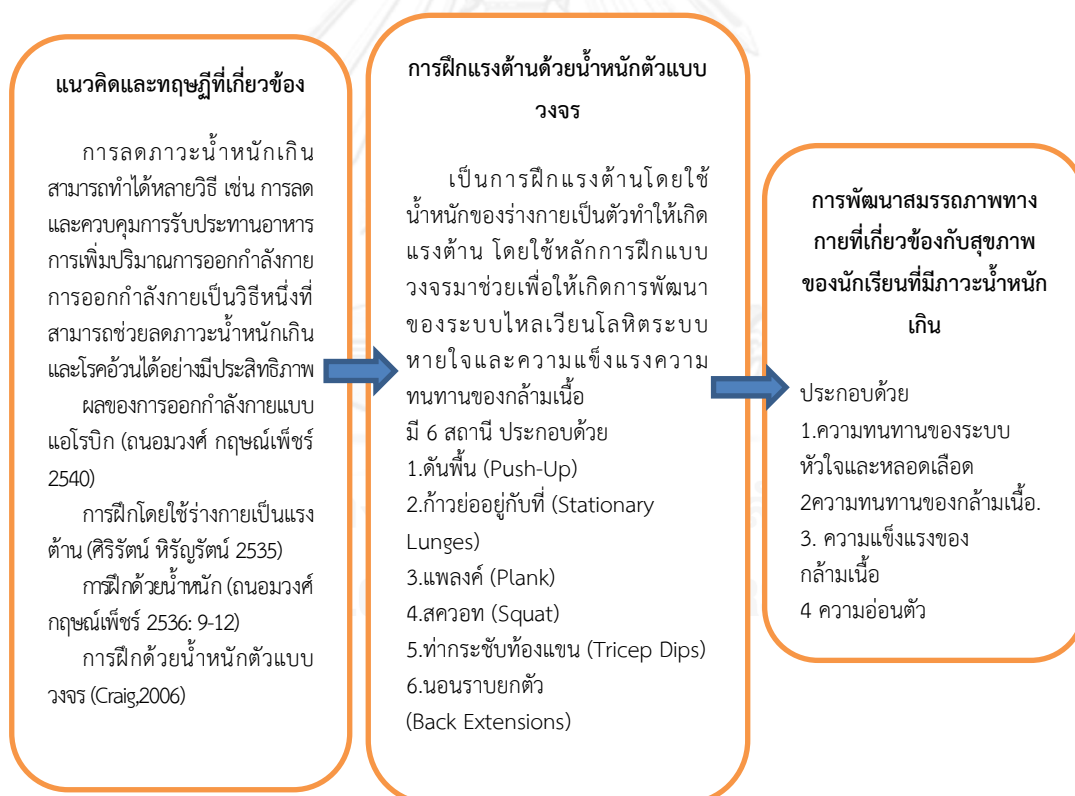 แนวคิดและทฤษฏีที่เกี่ยวข้อง
การลดภาวะน้ำหนักเกิน
สามารถทำได้หลายวิธี เช่น การลด
และควบคุมการรับประทานอาหาร
การเพิ่มปริมาณการออกกำลังกาย
การออกกำลังกายเป็นวิธีหนึ่งที่
สามารถช่วยลดภาวะน้ำหนักเกิน
และโรคอ้วนได้อย่างมีประสิทธิภาพ
ผลของการออกกำลังกายแบบ
แอโรบิก (ถนอมวงศ์ กฤษณ์เพ็ชร์
2540)
การฝึกโดยใช้ร่างกายเป็นแรง
ต้าน (ศิริรัตน์ หิรัญรัตน์ 2535)
การฝึกด้วยน้ำหนัก (ถนอมวงศ์
กฤษณ์เพ็ชร์ 2536: 9-12)
การฝึกด้วยน้ำหนักตัวแบบ
วงจร (Craig,2006)
การฝึกแรงต้านด้วยน้ำหนักตัวแบบ
วงจร
เป็นการฝึกแรงต้านโดยใช้
น้ำหนักของร่างกายเป็นตัวทำให้เกิด
แรงต้าน โดยใช้หลักการฝึกแบบ
วงจรมาช่วยเพื่อให้เกิดการพัฒนา
ของระบบไหลเวียนโลหิตระบบ
หายใจและความแข็งแรงความ
ทนทานของกล้ามเนื้อ
มี 6 สถานี ประกอบด้วย
1.ดันพื้น (Push-Up)
2.ก้าวย่ออยู่กับที่ (Stationary
Lunges)
3.แพลงค์ (Plank)
4.สควอท (Squat)
5.ท่ากระชับท้องแขน (Tricep Dips)
6.นอนราบยกตัว
(Back Extensions)
การพัฒนาสมรรถภาพทาง
กายที่เกี่ยวข้องกับสุขภาพ
ของนักเรียนที่มีภาวะน้ำหนัก
เกิน
ประกอบด้วย
1.ความทนทานของระบบ
หัวใจและหลอดเลือด
2ความทนทานของกล้ามเนื้อ.
3. ความแข็งแรงของ
กล้ามเนื้อ
4 ความอ่อนตัว